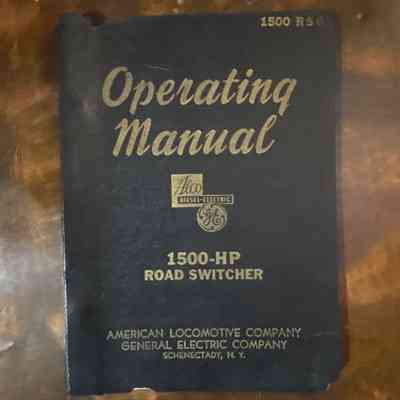 1500 RS 6
Operating
Manual
Alco
DIESEL-ELECTRIC
GE
1500-HP
ROAD SWITCHER
AMERICAN LOCOMOTIVE COMPANY
GENERAL ELECTRIC COMPANY
SCHENECTADY, N. Y.